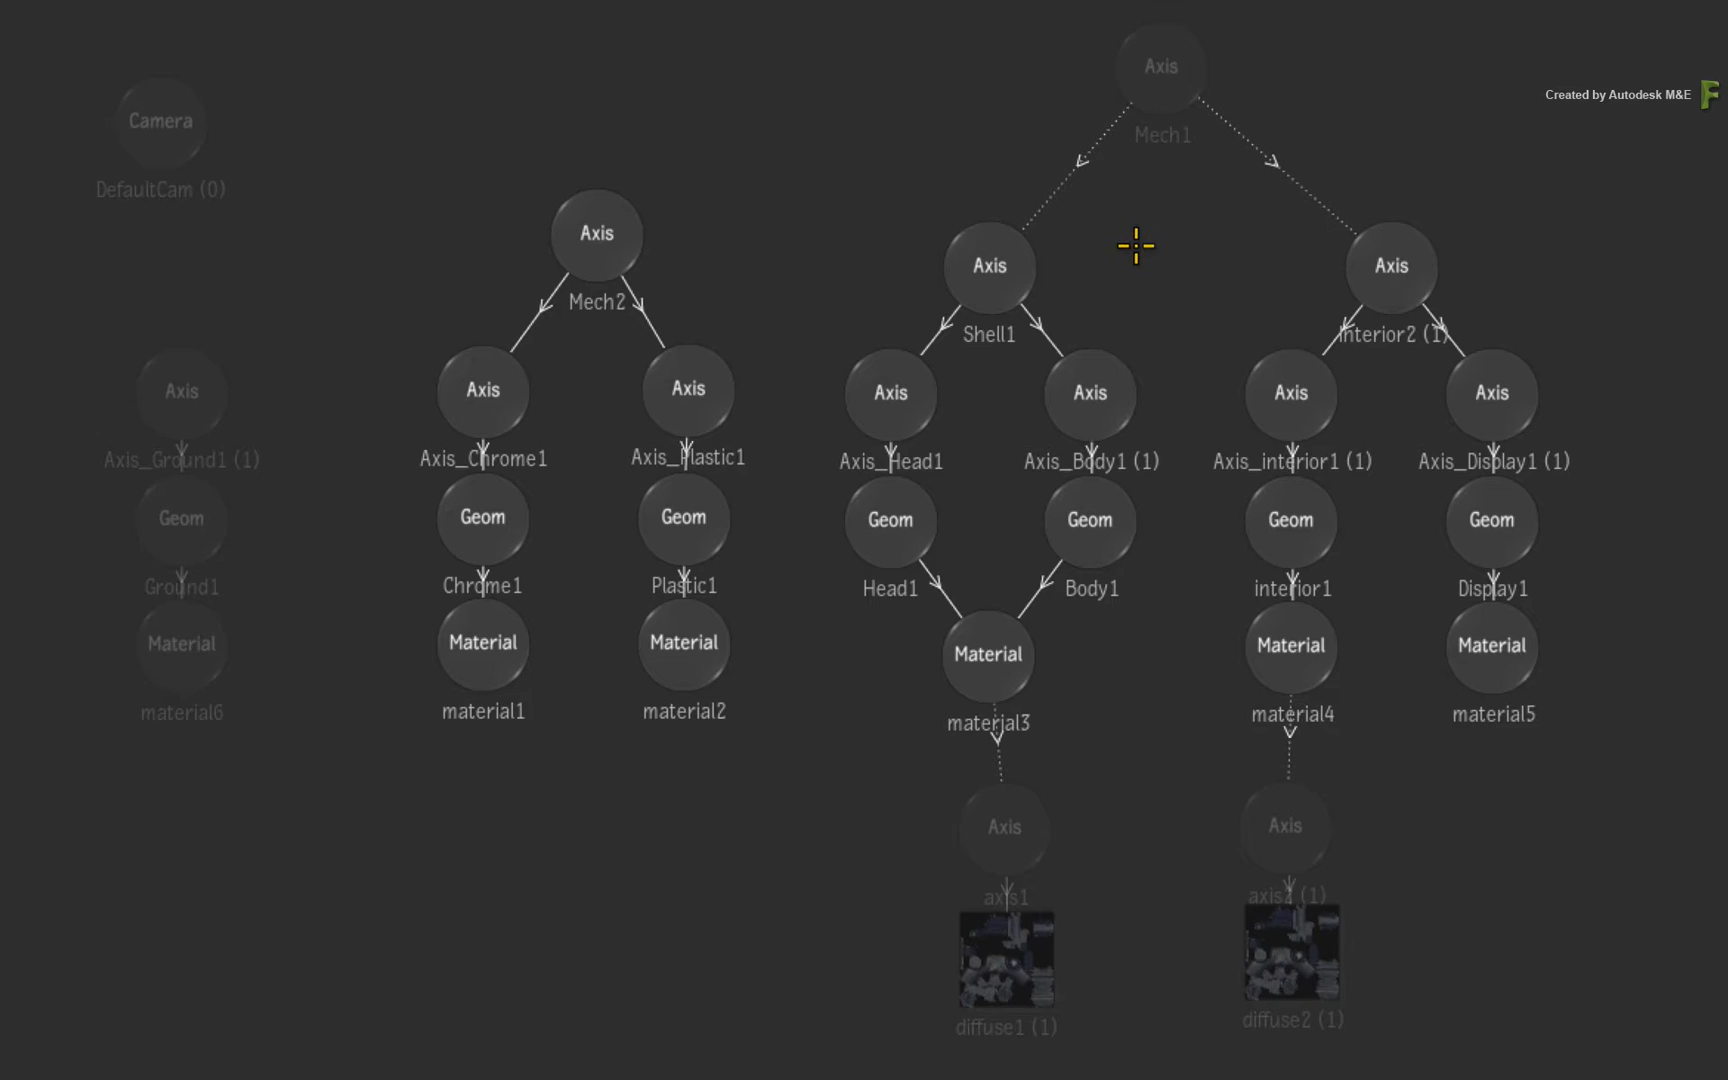 Axis
Mech1
Created by Autodesk M&E
Camera
DefaultCam (0)
Axis
Mech2
Axis
Shell1
Axis
Interior2 (1)
Axis
Axis_Ground1 (1)
Axis
Axis_Chrome1
Axis
Axis_Plastic1
Axis
Axis_Head1
Axis
Axis_Body1 (1)
Axis
Axis_interior1 (1)
Axis
Axis_Display1 (1)
Geom
Ground1
Geom
Chrome1
Geom
Plastic1
Geom
Head1
Geom
Body1
Geom
interior1
Geom
Display1
Material
material6
Material
material1
Material
material2
Material
material3
Material
material4
Material
material5
Axis
axis1
Axis
axis2 (1)
diffuse1 (1)
diffuse2 (1)